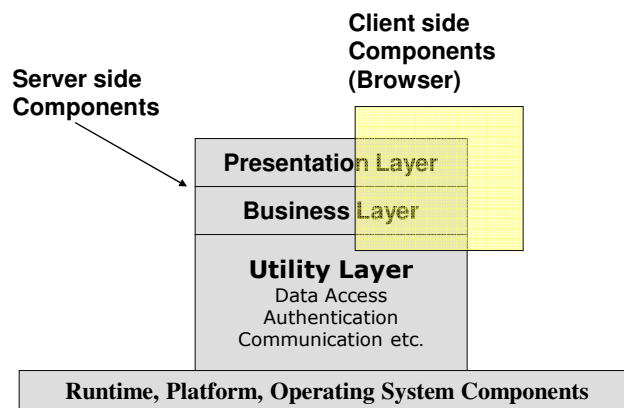 Client side
Components
(Browser)
Server side
Components
Presentation Layer
Business Layer
Utility Layer
Data Access
Authentication
Communication etc.
Runtime, Platform, Operating System Components